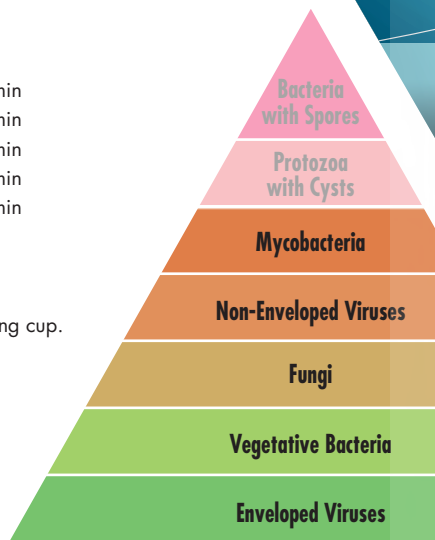 min
min
min
min
min
ng cup.
Bacteria
with Spores
Protozoa
with Cysts
Mycobacteria
Non-Enveloped Viruses
Fungi
Vegetative Bacteria
Enveloped Viruses